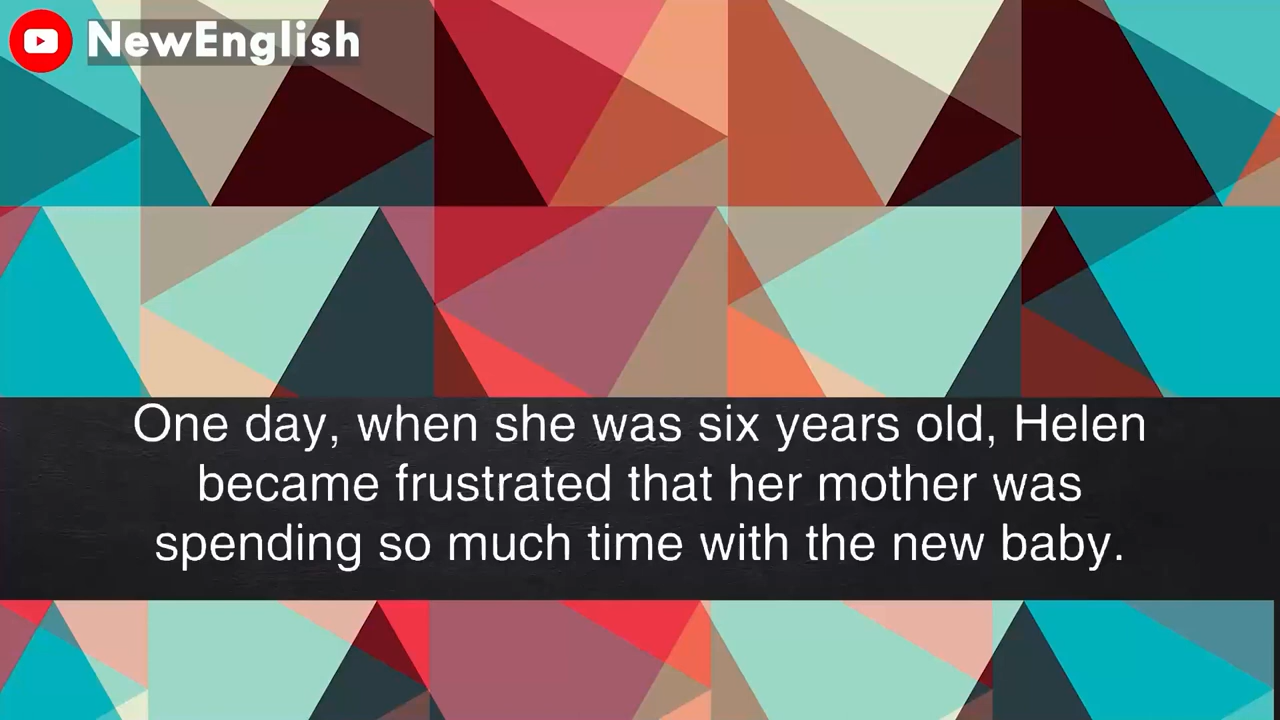 NewEnglish
One day, when she was six years old, Helen
became frustrated that her mother was
spending so much time with the new baby.